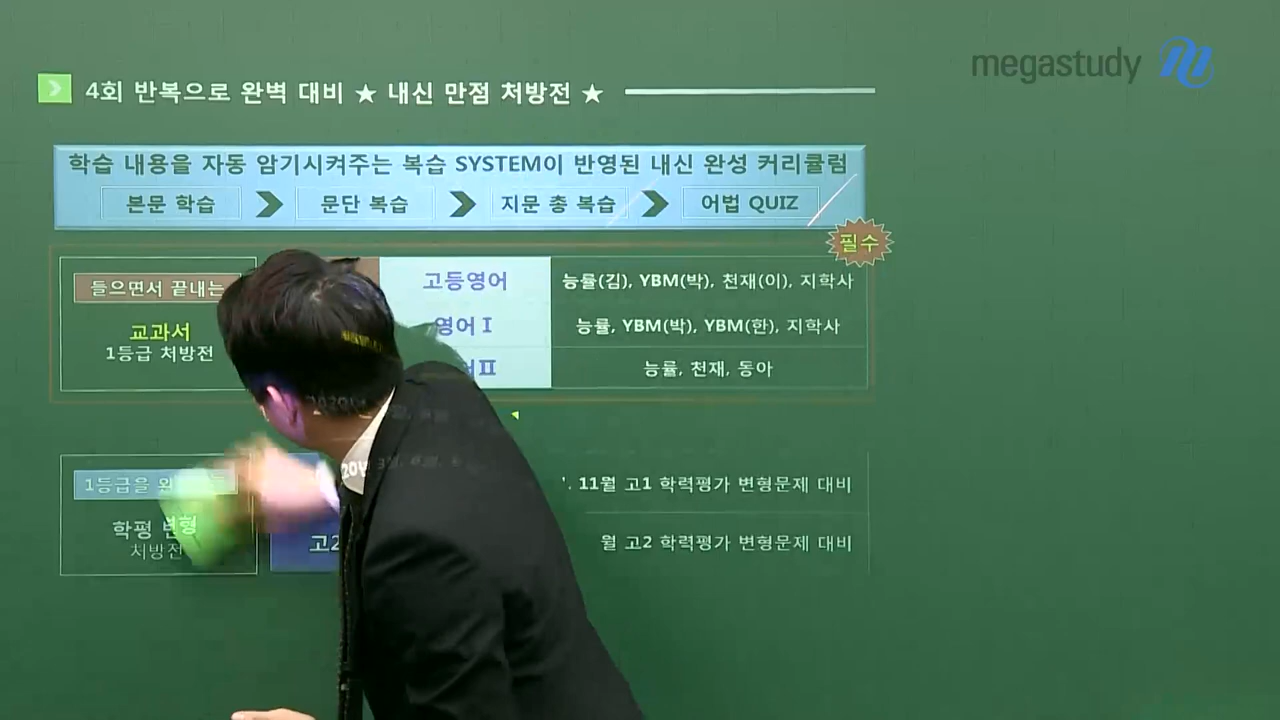 megastudy
4회 반복으로 완벽 대비 ★ 내신 만점 처방전 ★
학습 내용을 자동 암기시켜주는 복습 SYSTEM이 반영된 내신 완성 커리큘럼
본문 학습 문단 복습 지문 총 복습 어법 QUIZ
필수
들으면서 끝내는
교과서
1등급 처방전
고등영어 능률(김), YBM(박), 천재(이), 지학사
영어Ⅰ 능률, YBM(박), YBM(한), 지학사
Ⅱ 능률, 천재, 동아
1등급을
학평 변형
처방전
11월 고1 학력평가 변형문제 대비
고2 월 고2 학력평가 변형문제 대비